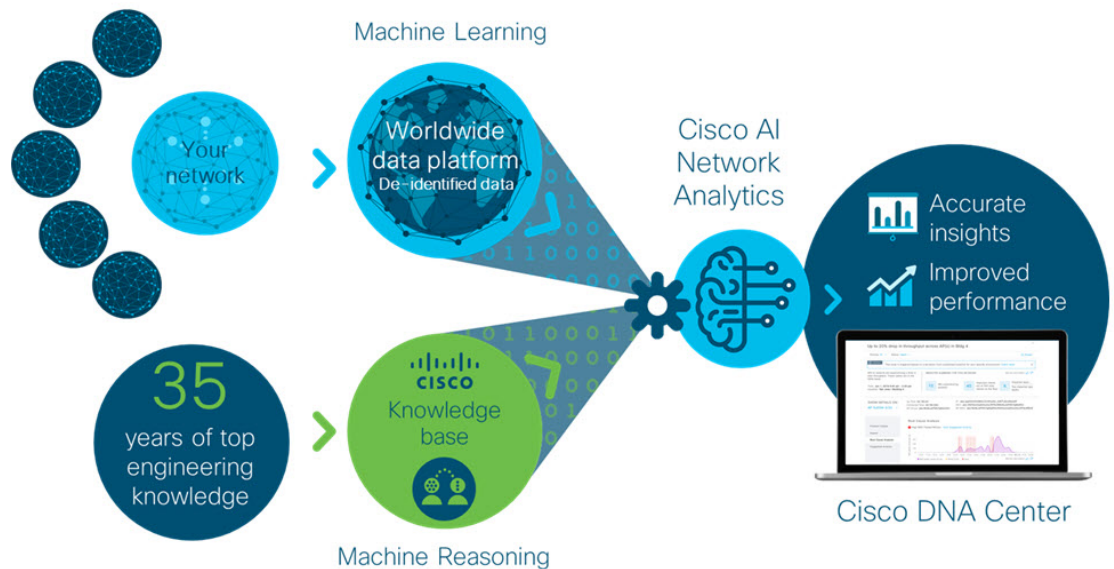 Machine Learning
Your
network
Worldwide
data platform
De-identified data
Cisco AI
Network
Analytics
Accurate
insights
Improved
performance
35
years of top
engineering
knowledge
CISCO
Knowledge
base
Machine Reasoning
Cisco DNA Center